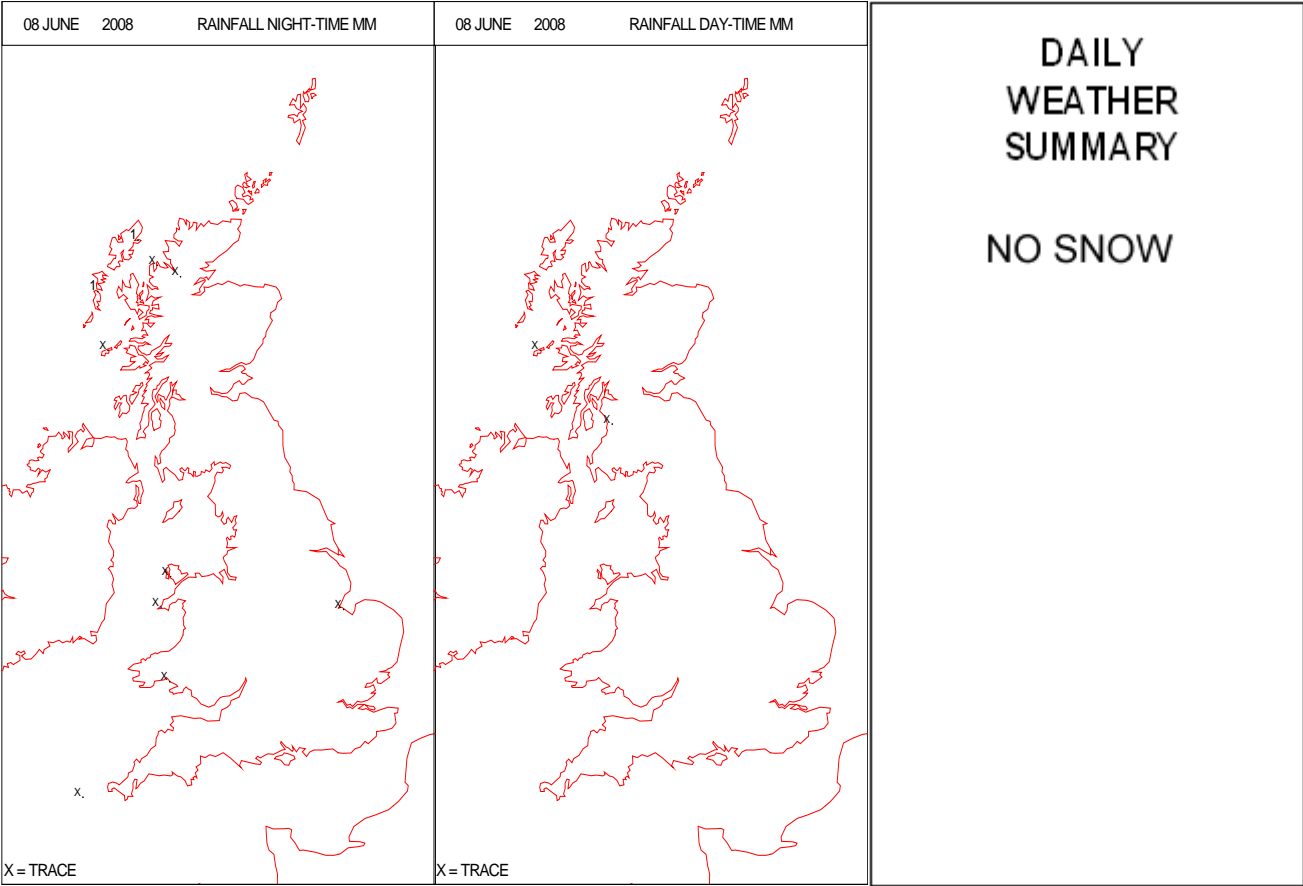 08 JUNE 2008 RAINFALL NIGHT-TIME MM
1
X
X.
1
X
X
X
X.
X
X.
X = TRACE
08 JUNE 2008 RAINFALL DAY-TIME MM
X
X.
X = TRACE
DAILY
WEATHER
SUMMARY
NO SNOW